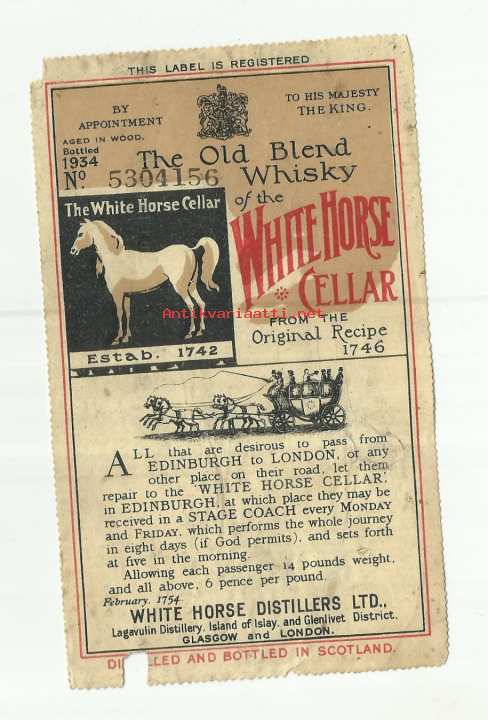 THIS LABEL IS REGISTERED
BY
APPOINTMENT
TO HIS MAJESTY
THE KING.
AGED IN WOOD.
Bottled
1934
The Old Blend
No 5304156 Whisky
of the
The White Horse Cellar
WHITE HORSE
CELLAR
Antikvariaatti.net
FROM THE
Original Recipe
1746
Estab. 1742
ALL that are desirous to pass from
EDINBURGH to LONDON, or any
other place on their road, let them
repair to the "WHITE HORSE CELLAR,"
in EDINBURGH, at which place they may be
received in a STAGE COACH every MONDAY
and FRIDAY, which performs the whole journey
in eight days (if God permits), and sets forth
at five in the morning.
Allowing each passenger 14 pounds weight,
and all above, 6 pence per pound.
February, 1754.
WHITE HORSE DISTILLERS LTD.,
Lagavulin Distillery, Island of Islay, and Glenlivet District.
GLASGOW and LONDON.
AND BOTTLED IN SCOTLAND.